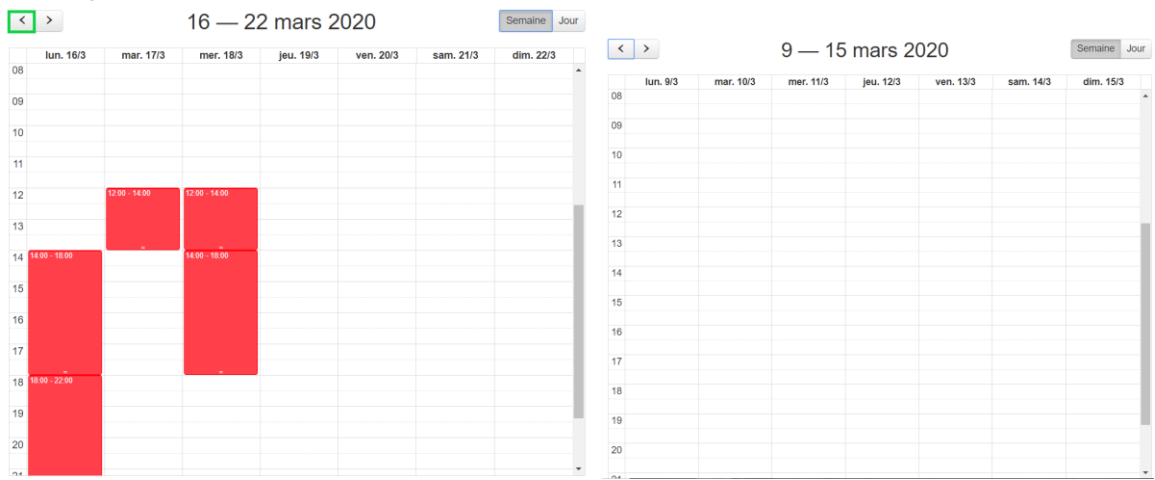 16 — 22 mars 2020
Semaine Jour
lun. 16/3 mar. 17/3 mer. 18/3 jeu. 19/3 ven. 20/3 sam. 21/3 dim. 22/3
08
09
10
11
12 12:00 - 14:00 12:00 - 14:00
13
14 14:00 - 18:00 14:00 - 18:00
15
16
17
18 18:00 - 22:00
19
20
21
9 — 15 mars 2020
Semaine Jour
lun. 9/3 mar. 10/3 mer. 11/3 jeu. 12/3 ven. 13/3 sam. 14/3 dim. 15/3
08
09
10
11
12
13
14
15
16
17
18
19
20
21